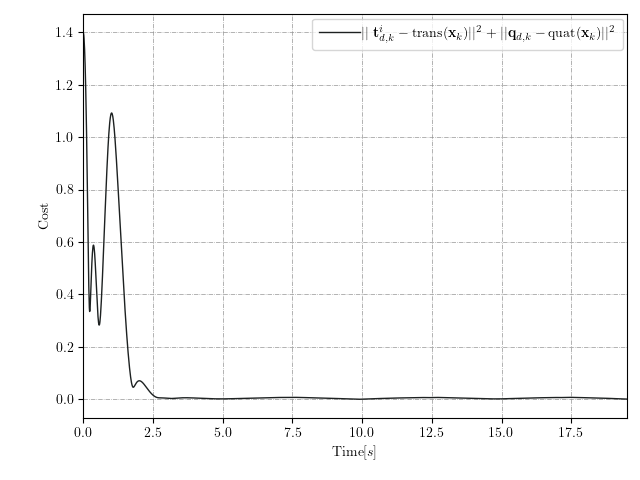 || t^i_{d,k} − trans(x_k)||^2 + ||q_{d,k} − quat(x_k)||^2
1.4
1.2
1.0
0.8
0.6
0.4
0.2
0.0
Cost
0.0 2.5 5.0 7.5 10.0 12.5 15.0 17.5
Time[s]